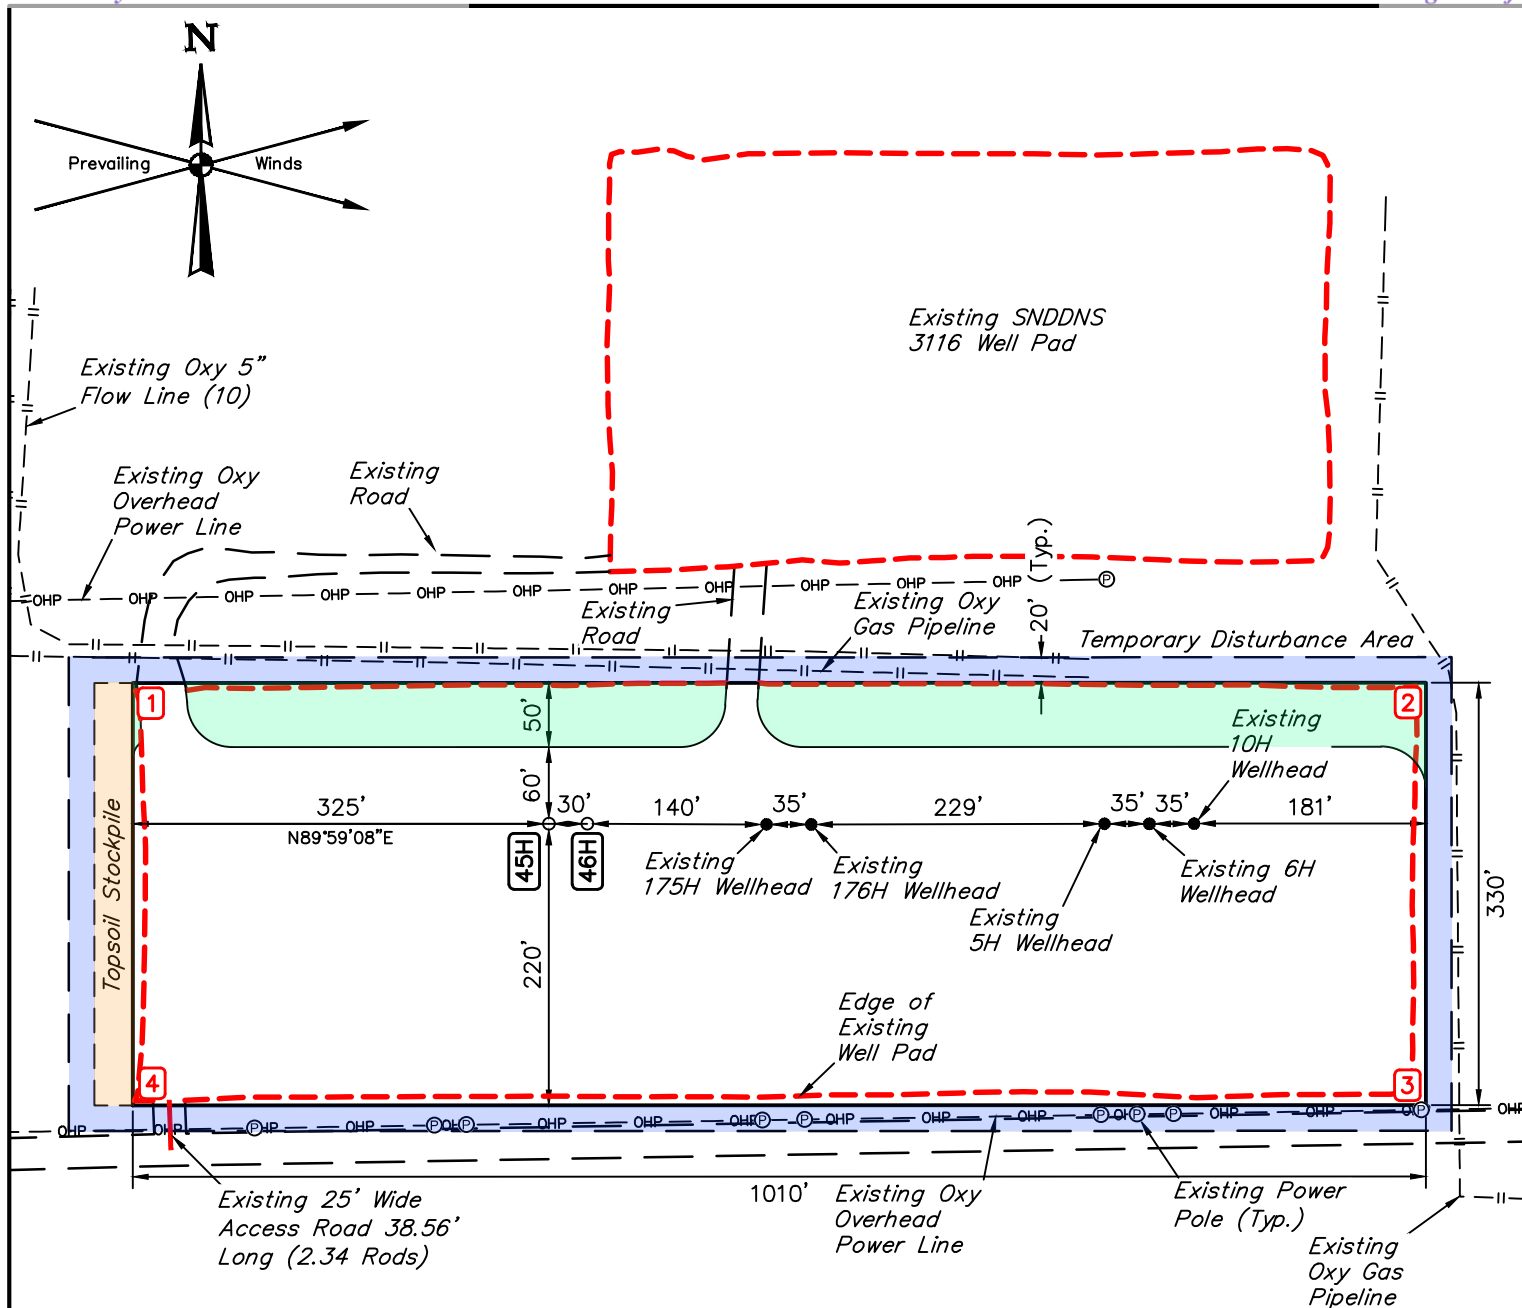 N
Prevailing Winds
Existing SNDDNS
3116 Well Pad
Existing Oxy 5"
Flow Line (10)
Existing Oxy
Overhead
Power Line
Existing
Road
OHP OHP OHP OHP OHP OHP OHP OHP OHP OHP OHP P
Existing
Road
Existing Oxy
Gas Pipeline
20' (Typ.)
Temporary Disturbance Area
1
2
50'
60'
Existing
10H
Wellhead
325'
30'
140'
35'
229'
35'
35'
181'
N89°59'08"E
45H
46H
Existing
175H Wellhead
Existing
176H Wellhead
Existing
5H Wellhead
Existing 6H
Wellhead
Topsoil Stockpile
220'
330'
Edge of
Existing
Well Pad
4
3
OHP OHP P OHP P P OHP OHP OHP P P OHP OHP OHP P P P OHP OHP P OHP
1010'
Existing 25' Wide
Access Road 38.56'
Long (2.34 Rods)
Existing Oxy
Overhead
Power Line
Existing Power
Pole (Typ.)
Existing
Oxy Gas
Pipeline